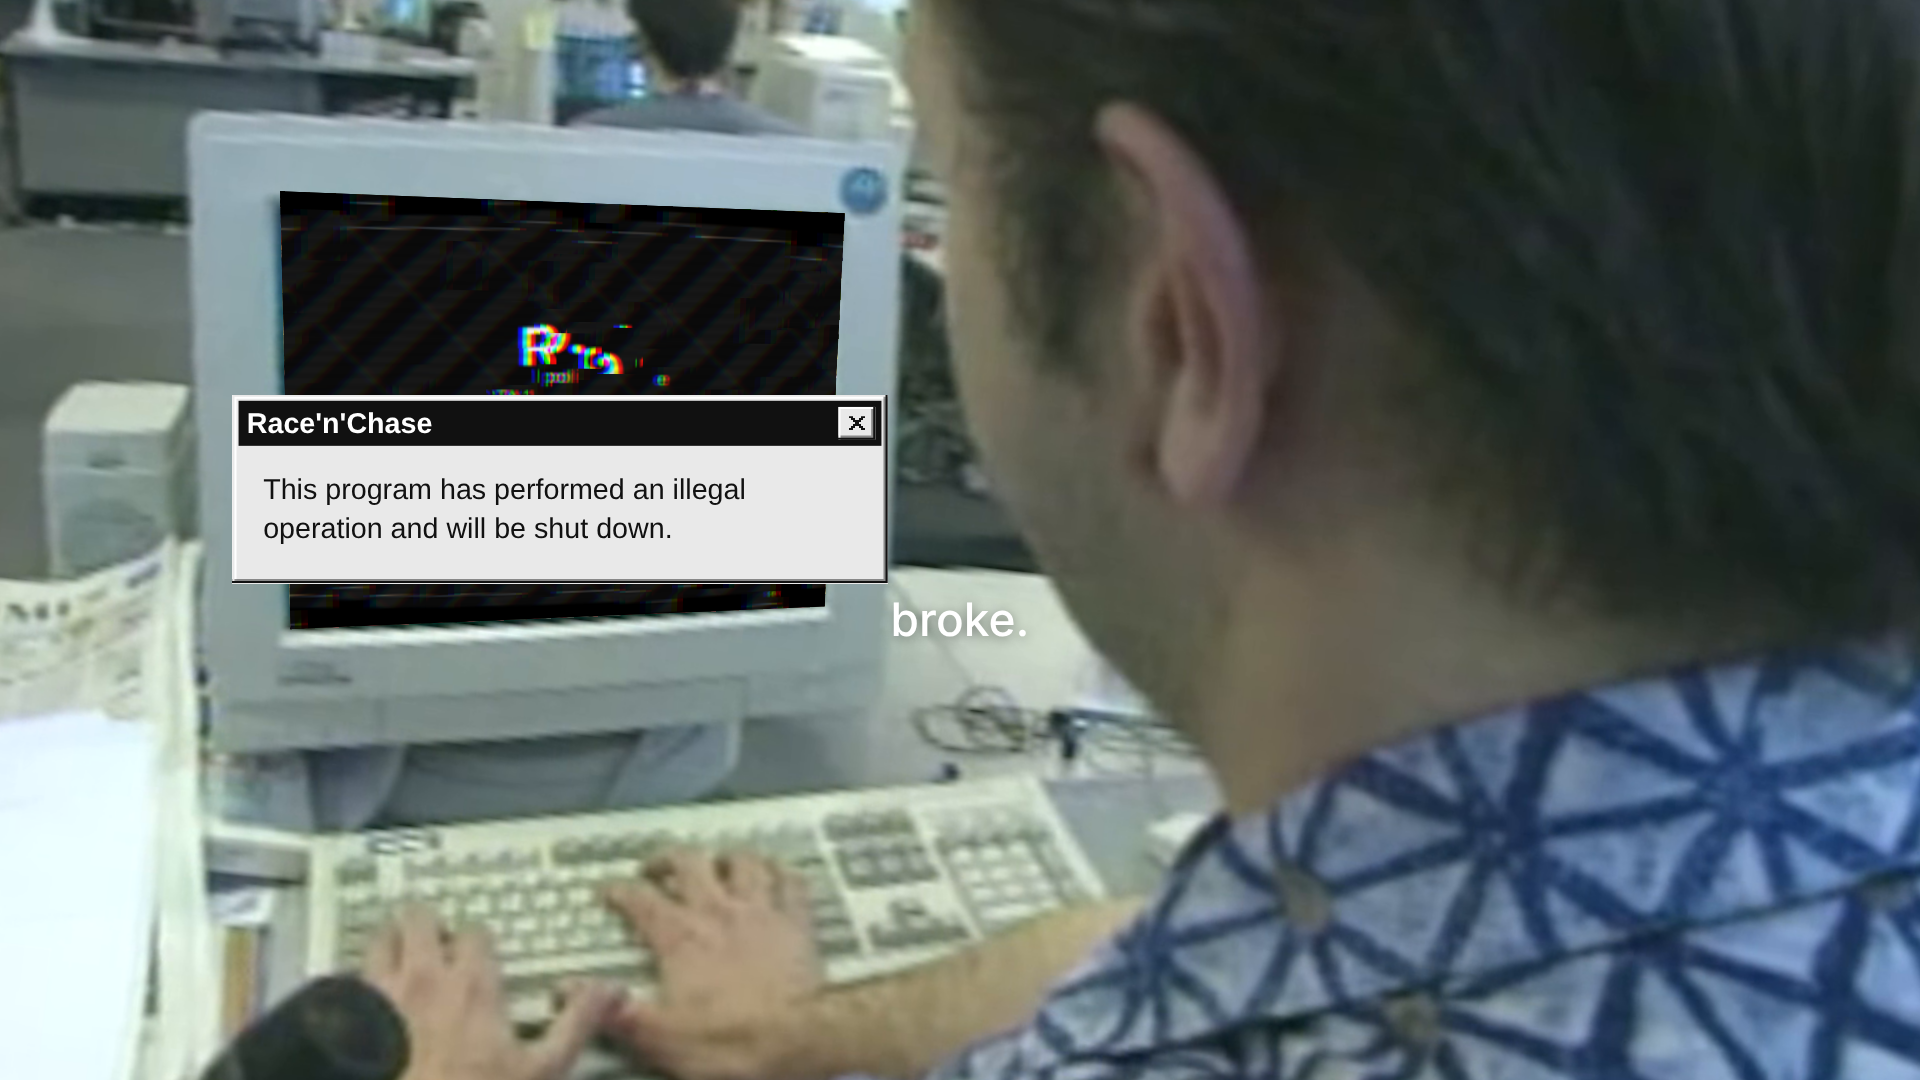 Race'n'Chase
This program has performed an illegal
operation and will be shut down.
broke.